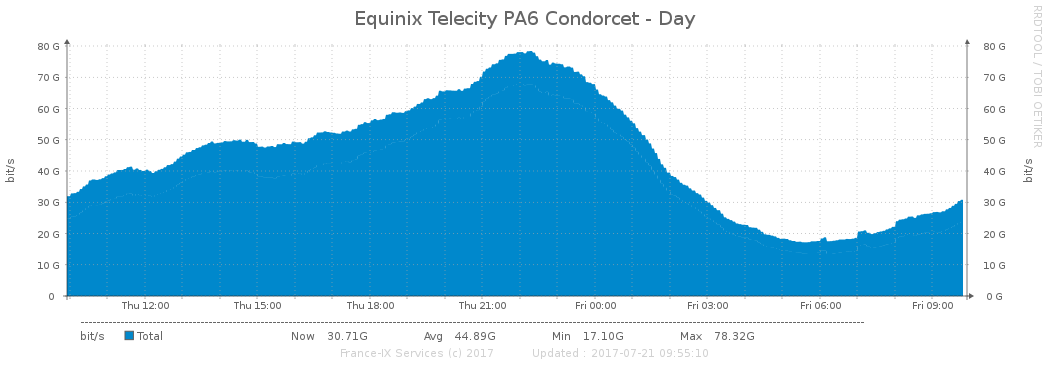 Equinix Telecity PA6 Condorcet - Day
RRDTOOL / TOBI OETIKER
80 G 80 G
70 G 70 G
60 G 60 G
50 G 50 G
40 G 40 G
30 G 30 G
20 G 20 G
10 G 10 G
0 0 G
bit/s bit/s
Thu 12:00 Thu 15:00 Thu 18:00 Thu 21:00 Fri 00:00 Fri 03:00 Fri 06:00 Fri 09:00
bit/s Total Now 30.71G Avg 44.89G Min 17.10G Max 78.32G
France-IX Services (c) 2017 Updated : 2017-07-21 09:55:10